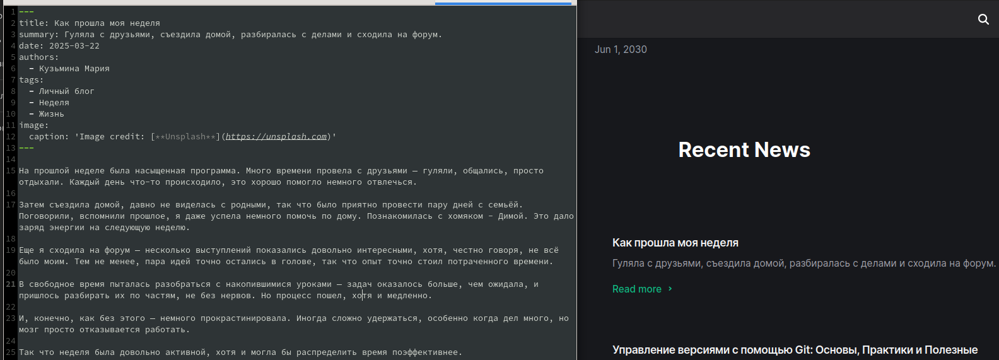 1 ---
2 title: Как прошла моя неделя
3 summary: Гуляла с друзьями, съездила домой, разбиралась с делами и сходила на форум.
4 date: 2025-03-22
5 authors:
6 - Кузьмина Мария
7 tags:
8 - Личный блог
9 - Неделя
10 - Жизнь
11 image:
12 caption: 'Image credit: [**Unsplash**](https://unsplash.com)'
13 ---
14
15 На прошлой неделе была насыщенная программа. Много времени провела с друзьями — гуляли, общались, просто
отдыхали. Каждый день что-то происходило, это хорошо помогло немного отвлечься.
16
17 Затем съездила домой, давно не виделась с родными, так что было приятно провести пару дней с семьёй.
Поговорили, вспомнили прошлое, я даже успела немного помочь по дому. Познакомилась с хомяком - Димой. Это дало
заряд энергии на следующую неделю.
18
19 Еще я сходила на форум — несколько выступлений показались довольно интересными, хотя, честно говоря, не всё
было моим. Тем не менее, пара идей точно остались в голове, так что опыт точно стоил потраченного времени.
20
21 В свободное время пыталась разобраться с накопившимися уроками — задач оказалось больше, чем ожидала, и
пришлось разбирать их по частям, не без нервов. Но процесс пошел, хотя и медленно.
22
23 И, конечно, как без этого — немного прокрастинировала. Иногда сложно удержаться, особенно когда дел много, но
мозг просто отказывается работать.
24
25 Так что неделя была довольно активной, хотя и могла бы распределить время поэффективнее.
Jun 1, 2030
Recent News
Как прошла моя неделя
Гуляла с друзьями, съездила домой, разбиралась с делами и сходила на форум.
Read more
Управление версиями с помощью Git: Основы, Практики и Полезные